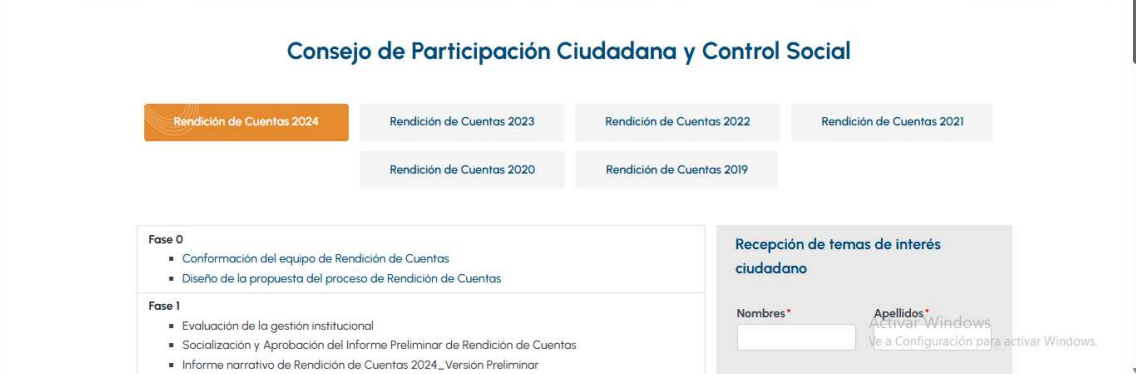 Consejo de Participación Ciudadana y Control Social
Rendición de Cuentas 2024
Rendición de Cuentas 2023
Rendición de Cuentas 2022
Rendición de Cuentas 2021
Rendición de Cuentas 2020
Rendición de Cuentas 2019
Fase 0
Conformación del equipo de Rendición de Cuentas
Diseño de la propuesta del proceso de Rendición de Cuentas
Fase 1
Evaluación de la gestión institucional
Socialización y Aprobación del Informe Preliminar de Rendición de Cuentas
Informe narrativo de Rendición de Cuentas 2024_Versión Preliminar
Recepción de temas de interés
ciudadano
Nombres*
Apellidos*
Activar Windows
Ve a Configuración para activar Windows.